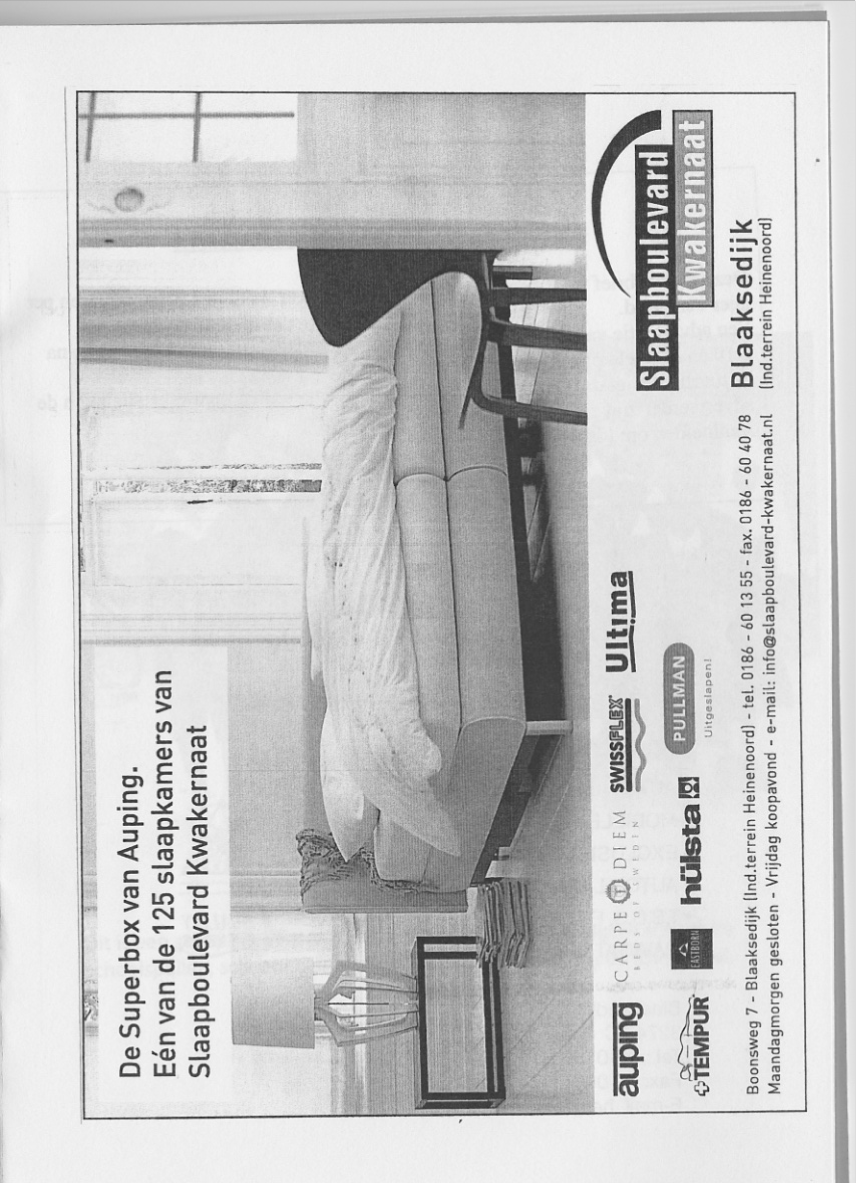 De Superbox van Auping.
Eén van de 125 slaapkamers van
Slaapboulevard Kwakernaat
auping
CARPE DIEM
BEDS OF SWEDEN
SWISSFLEX
Ultima
TEMPUR
EASTBORN
hülsta
PULLMAN
Uitgeslapen!
Slaapboulevard
Kwakernaat
Blaaksedijk
(Ind.terrein Heinenoord)
Boonsweg 7 - Blaaksedijk (Ind.terrein Heinenoord) - tel. 0186 - 60 13 55 - fax. 0186 - 60 40 78
Maandagmorgen gesloten - Vrijdag koopavond - e-mail: info@slaapboulevard-kwakernaat.nl